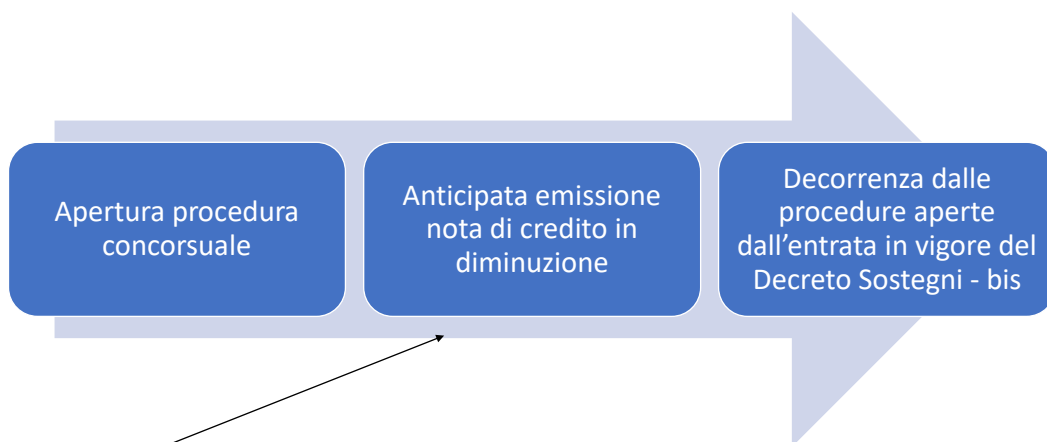 Apertura procedura
concorsuale
Anticipata emissione
nota di credito in
diminuzione
Decorrenza dalle
procedure aperte
dall’entrata in vigore del
Decreto Sostegni - bis